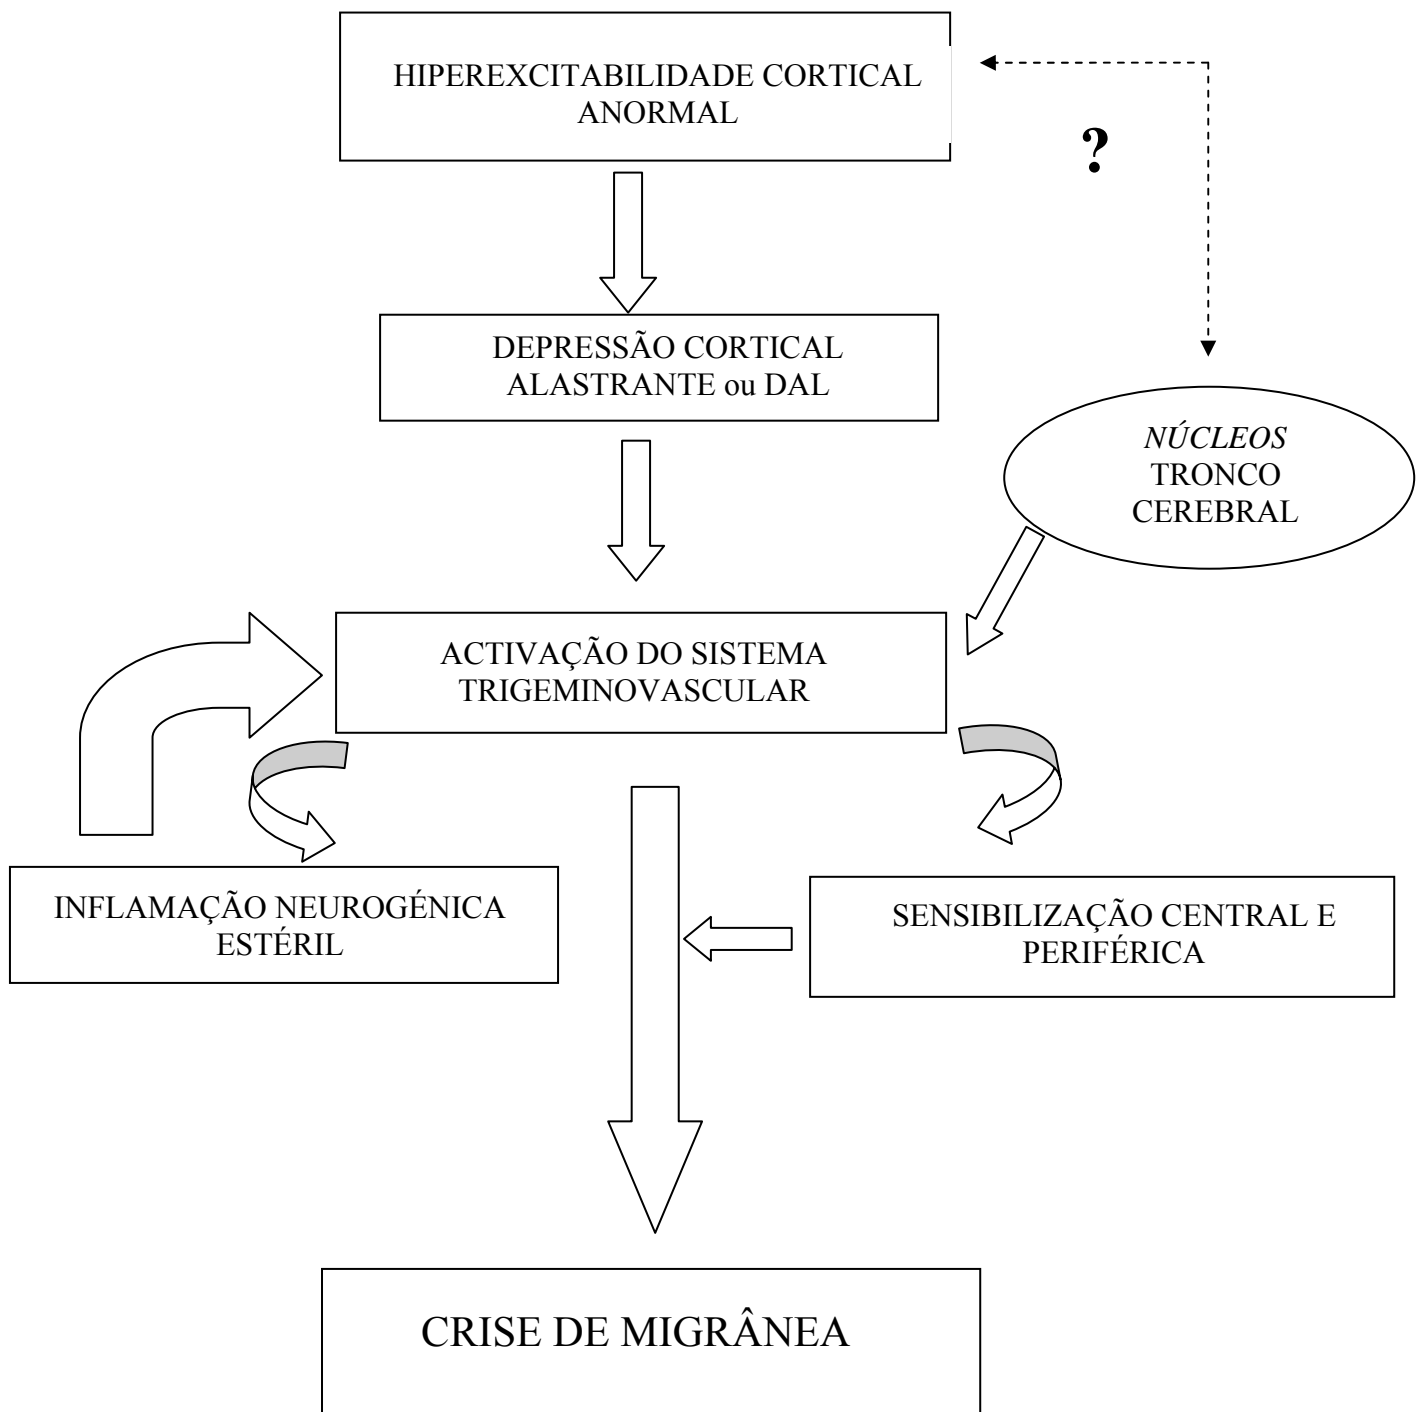 HIPEREXCITABILIDADE CORTICAL
ANORMAL
?
DEPRESSÃO CORTICAL
ALASTRANTE ou DAL
NÚCLEOS
TRONCO
CEREBRAL
ACTIVAÇÃO DO SISTEMA
TRIGEMINOVASCULAR
INFLAMAÇÃO NEUROGÉNICA
ESTÉRIL
SENSIBILIZAÇÃO CENTRAL E
PERIFÉRICA
CRISE DE MIGRÂNEA